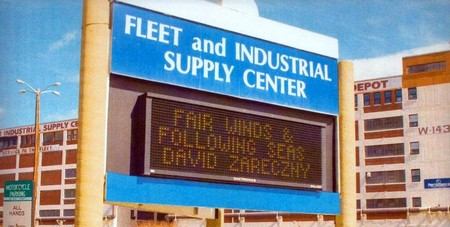 FLEET and INDUSTRIAL
SUPPLY CENTER
FAIR WINDS &
FOLLOWING SEAS
DAVID ZARECZNY
INDUSTRIAL SUPPLY CENTER
DEPOT
W-143
MOTORCYCLE
PARKING
ALL
HANDS